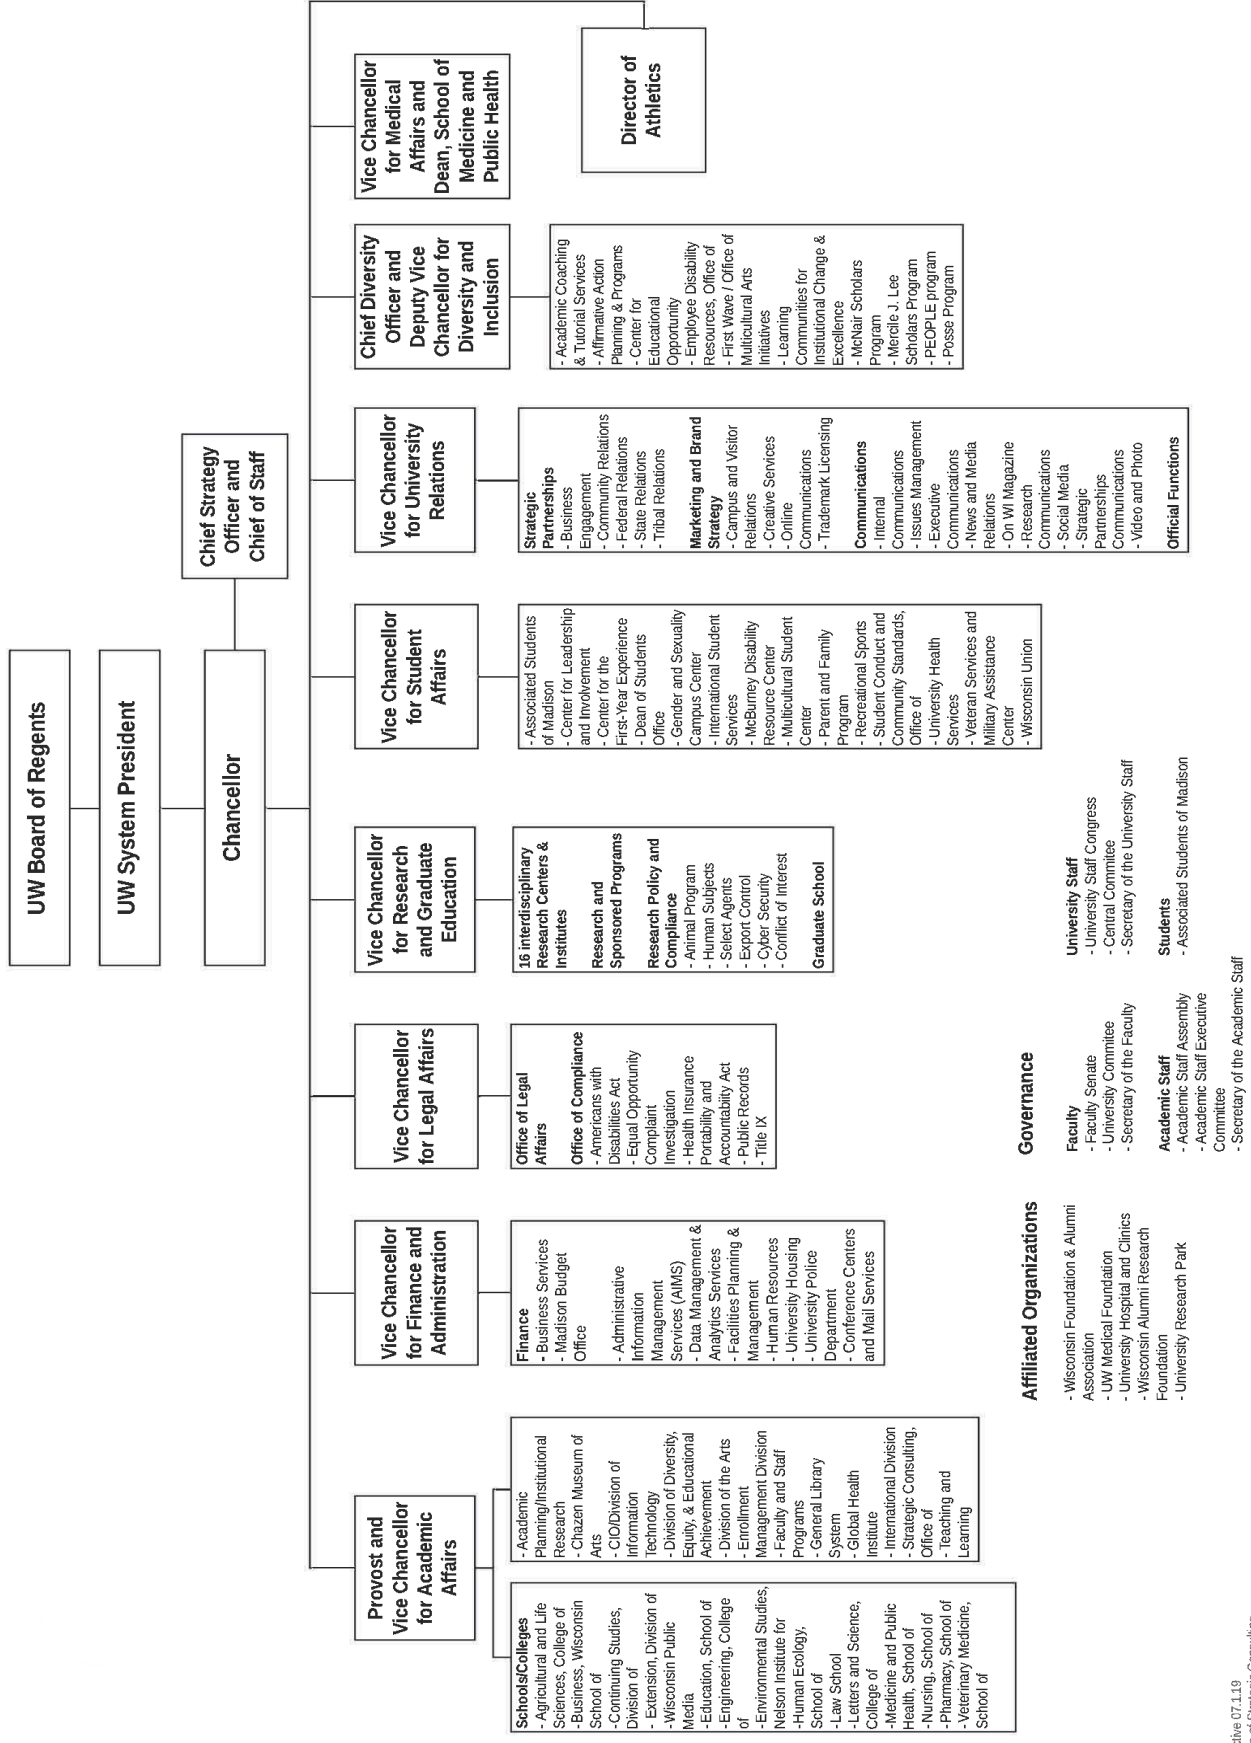 UW Board of Regents
UW System President
Chancellor
Chief Strategy
Officer and
Chief of Staff
Provost and
Vice Chancellor
for Academic
Affairs
Vice Chancellor
for Finance and
Administration
Vice Chancellor
for Legal Affairs
Vice Chancellor
for Research
and Graduate
Education
Vice Chancellor
for Student
Affairs
Vice Chancellor
for University
Relations
Chief Diversity
Officer and
Deputy Vice
Chancellor for
Diversity and
Inclusion
Vice Chancellor
for Medical
Affairs and
Dean, School of
Medicine and
Public Health
Director of
Athletics
Schools/Colleges
- Agricultural and Life
Sciences, College of
-Business, Wisconsin
School of
-Continuing Studies,
Division of
- Extension, Division of
-Wisconsin Public
Media
-Education, School of
-Engineering, College
of
-Environmental Studies,
Nelson Institute for
-Human Ecology,
School of
-Law School
-Letters and Science,
College of
-Medicine and Public
Health, School of
-Nursing, School of
-Pharmacy, School of
-Veterinary Medicine,
School of
- Academic
Planning/Institutional
Research
- Chazen Museum of
Arts
- CIO/Division of
Information
Technology
- Division of Diversity,
Equity, & Educational
Achievement
- Division of the Arts
- Enrollment
Management Division
- Faculty and Staff
Programs
- General Library
System
- Global Health
Institute
- International Division
- Strategic Consulting,
Office of
- Teaching and
Learning
Finance
- Business Services
- Madison Budget
Office
- Administrative
Information
Management
Services (AIMS)
- Data Management &
Analytics Services
- Facilities Planning &
Management
- Human Resources
- University Housing
- University Police
Department
- Conference Centers
and Mail Services
Office of Legal
Affairs
Office of Compliance
- Americans with
Disabilities Act
- Equal Opportunity
Complaint
Investigation
- Health Insurance
Portability and
Accountabiity Act
- Public Records
- Title IX
16 interdisciplinary
Research Centers &
Institutes
Research and
Sponsored Programs
Research Policy and
Compliance
- Animal Program
- Human Subjects
- Select Agents
- Export Control
- Cyber Security
- Conflict of Interest
Graduate School
- Associated Students
of Madison
- Center for Leadership
and Involvement
- Center for the
First-Year Experience
- Dean of Students
Office
- Gender and Sexuality
Campus Center
- International Student
Services
- McBurney Disability
Resource Center
- Multicultural Student
Center
- Parent and Family
Program
- Recreational Sports
- Student Conduct and
Community Standards,
Office of
- University Health
Services
- Veteran Services and
Military Assistance
Center
- Wisconsin Union
Strategic
Partnerships
- Business
Engagement
- Community Relations
- Federal Relations
- State Relations
- Tribal Relations
Marketing and Brand
Strategy
- Campus and Visitor
Relations
- Creative Services
- Online
Communications
- Trademark Licensing
Communications
- Internal
Communications
- Issues Management
- Executive
Communications
- News and Media
Relations
- On WI Magazine
- Research
Communications
- Social Media
- Strategic
Partnerships
Communications
- Video and Photo
Official Functions
- Academic Coaching
& Tutorial Services
- Affirmative Action
Planning & Programs
- Center for
Educational
Opportunity
- Employee Disability
Resources, Office of
- First Wave / Office of
Multicultural Arts
Initiatives
- Learning
Communities for
Institutional Change &
Excellence
- McNair Scholars
Program
- Mercile J. Lee
Scholars Program
- PEOPLE program
- Posse Program
Affiliated Organizations
- Wisconsin Foundation & Alumni
Association
- UW Medical Foundation
- University Hospital and Clinics
- Wisconsin Alumni Research
Foundation
- University Research Park
Governance
Faculty
- Faculty Senate
- University Commitee
- Secretary of the Faculty
Academic Staff
- Academic Staff Assembly
- Academic Staff Executive
Committee
- Secretary of the Academic Staff
University Staff
- University Staff Congress
- Central Commitee
- Secretary of the University Staff
Students
- Associated Students of Madison
07.1.19